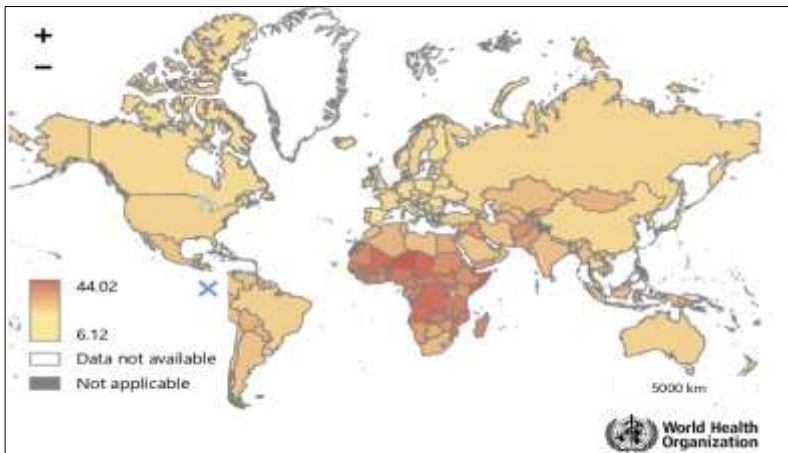 +
−
44.02
6.12
Data not available
Not applicable
5000 km
World Health
Organization